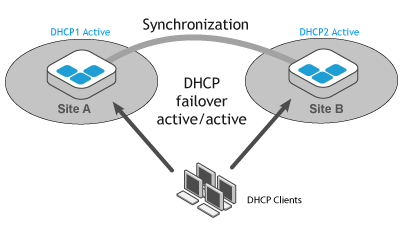 Synchronization
DHCP1 Active
DHCP2 Active
Site A
Site B
DHCP
failover
active/active
DHCP Clients